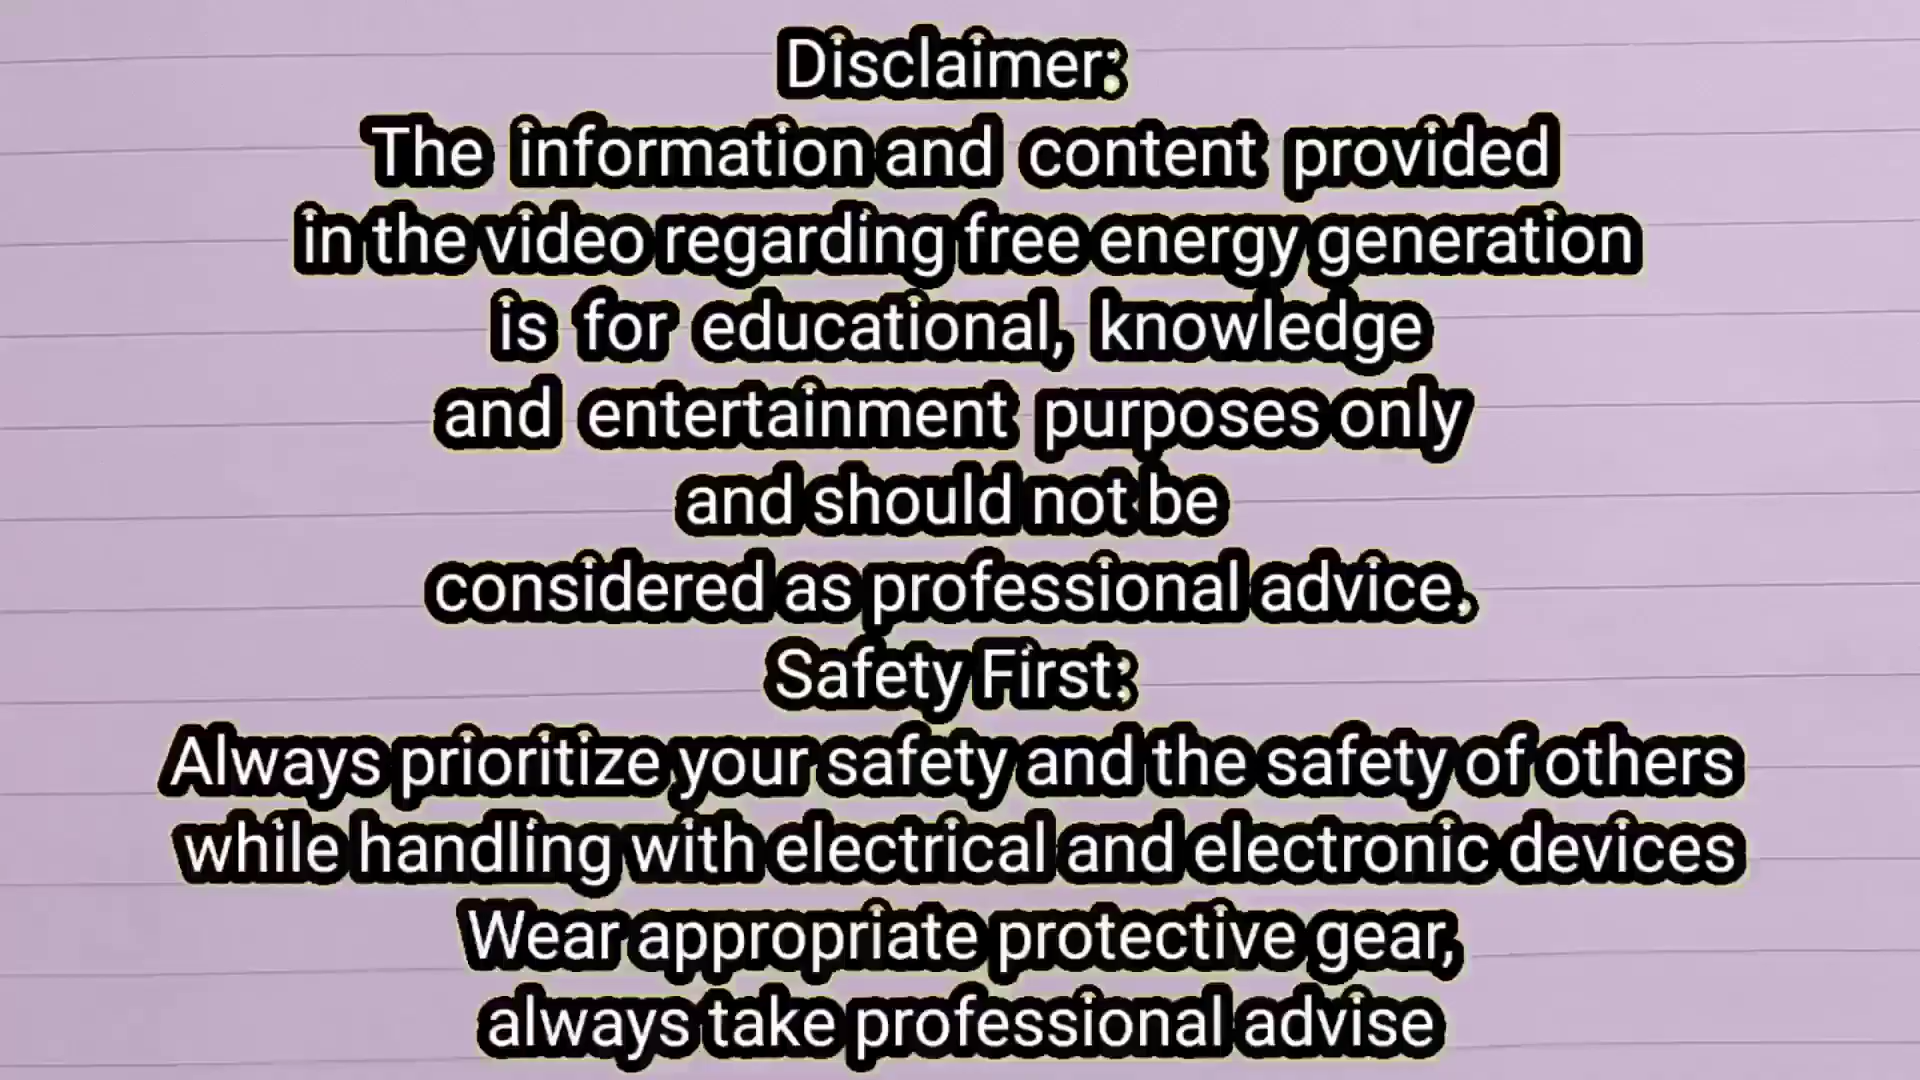 Disclaimer:
The information and content provided
in the video regarding free energy generation
is for educational, knowledge
and entertainment purposes only
and should not be
considered as professional advice.
Safety First:
Always prioritize your safety and the safety of others
while handling with electrical and electronic devices
Wear appropriate protective gear,
always take professional advise